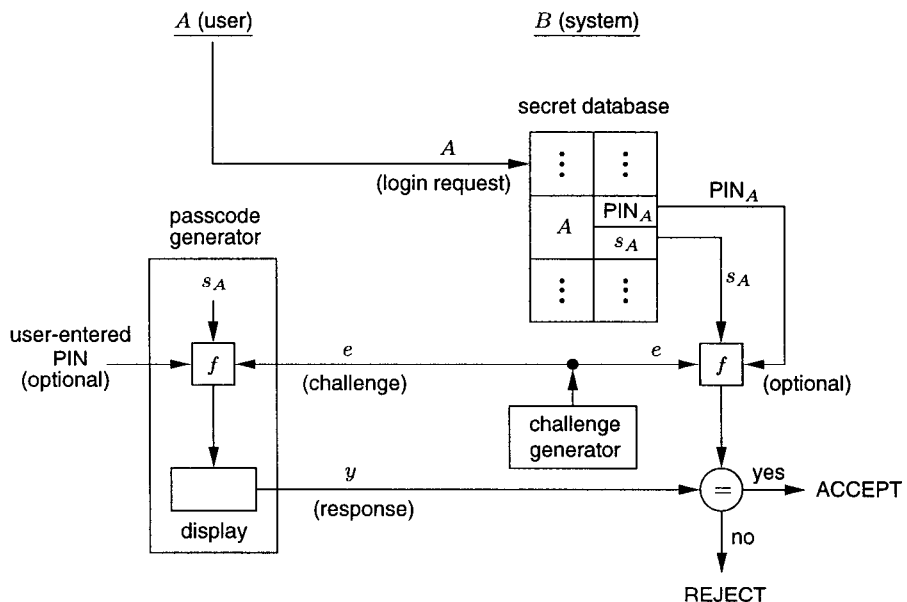 A (user)
B (system)
secret database
A
(login request)
PIN_A
A
PIN_A
s_A
s_A
passcode
generator
s_A
user-entered
PIN
(optional)
f
e
(challenge)
e
f
(optional)
challenge
generator
y
(response)
=
yes
ACCEPT
display
no
REJECT